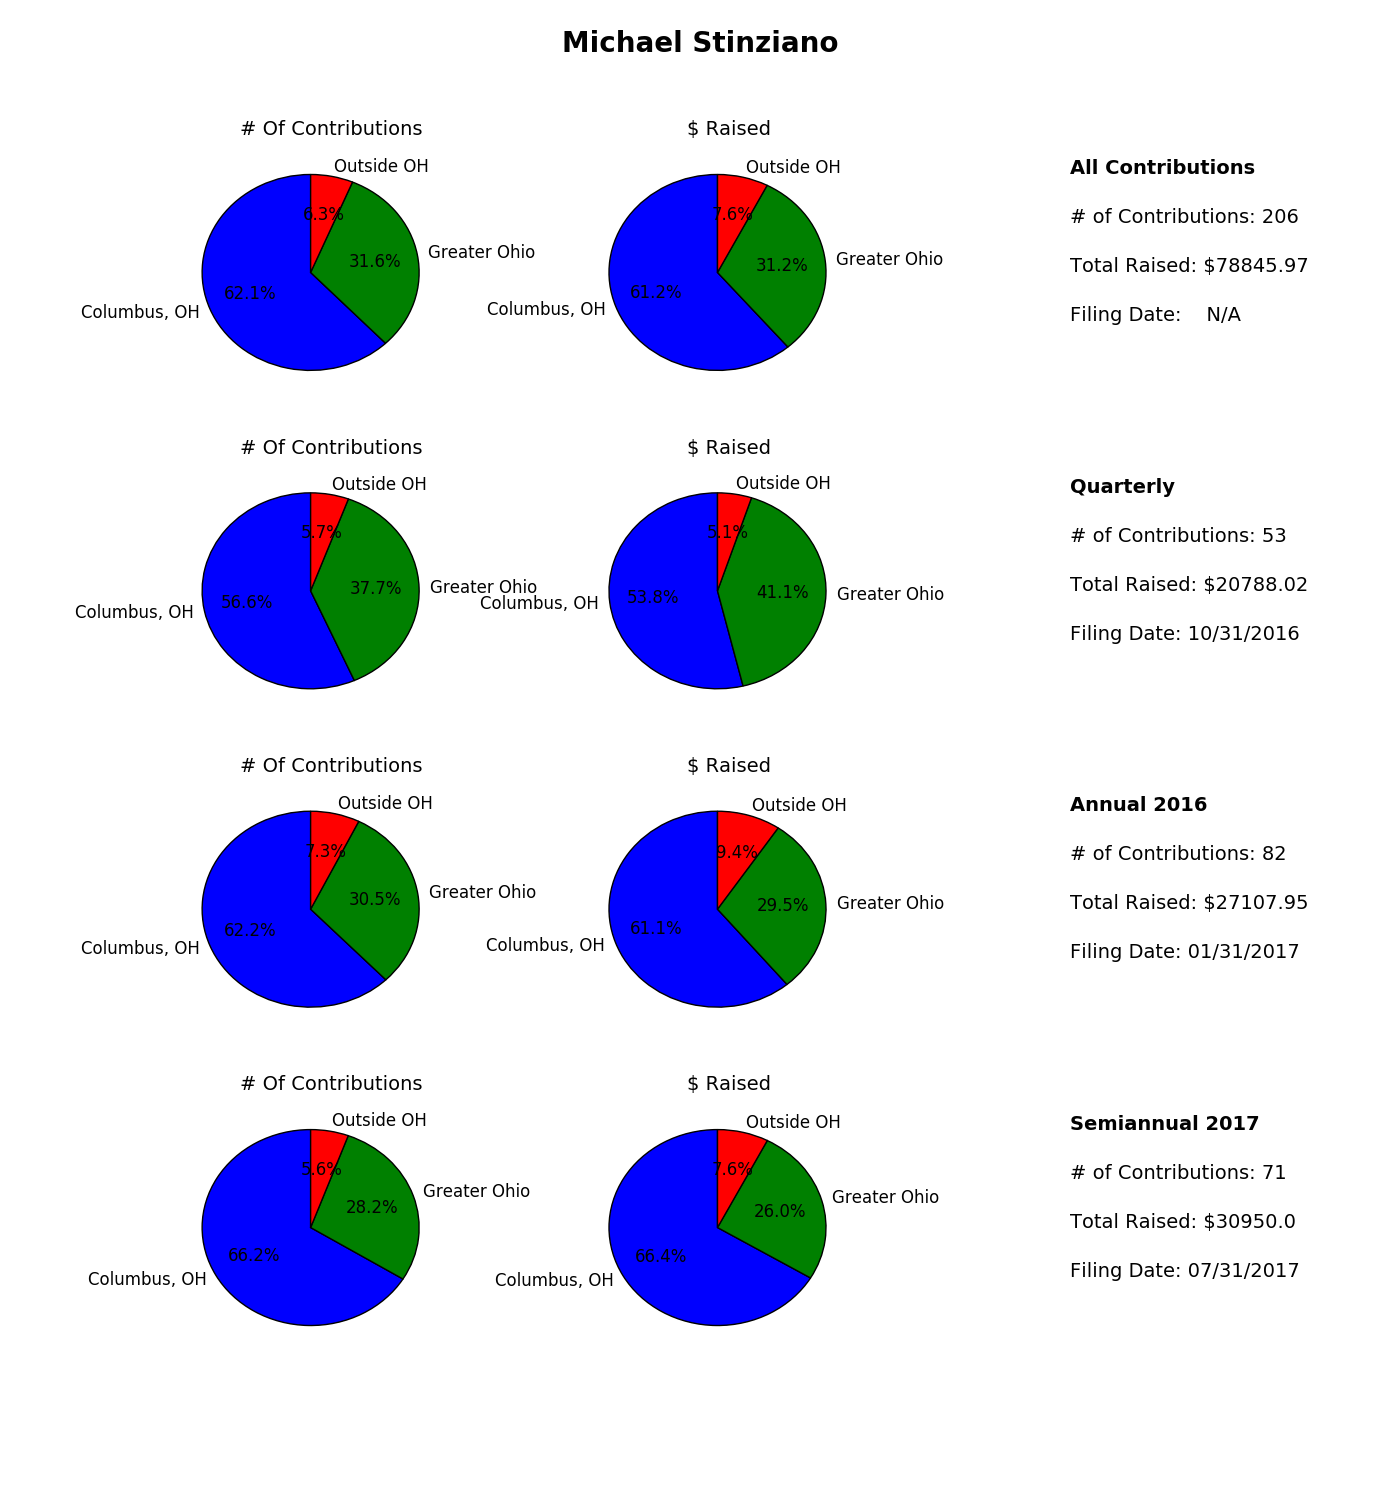 Michael Stinziano
# Of Contributions
Outside OH
6.3%
Greater Ohio
31.6%
62.1%
Columbus, OH
$ Raised
Outside OH
7.6%
Greater Ohio
31.2%
61.2%
Columbus, OH
All Contributions
# of Contributions: 206
Total Raised: $78845.97
Filing Date: N/A
# Of Contributions
Outside OH
5.7%
Greater Ohio
37.7%
56.6%
Columbus, OH
$ Raised
Outside OH
5.1%
Greater Ohio
41.1%
53.8%
Columbus, OH
Quarterly
# of Contributions: 53
Total Raised: $20788.02
Filing Date: 10/31/2016
# Of Contributions
Outside OH
7.3%
Greater Ohio
30.5%
62.2%
Columbus, OH
$ Raised
Outside OH
9.4%
Greater Ohio
29.5%
61.1%
Columbus, OH
Annual 2016
# of Contributions: 82
Total Raised: $27107.95
Filing Date: 01/31/2017
# Of Contributions
Outside OH
5.6%
Greater Ohio
28.2%
66.2%
Columbus, OH
$ Raised
Outside OH
7.6%
Greater Ohio
26.0%
66.4%
Columbus, OH
Semiannual 2017
# of Contributions: 71
Total Raised: $30950.0
Filing Date: 07/31/2017